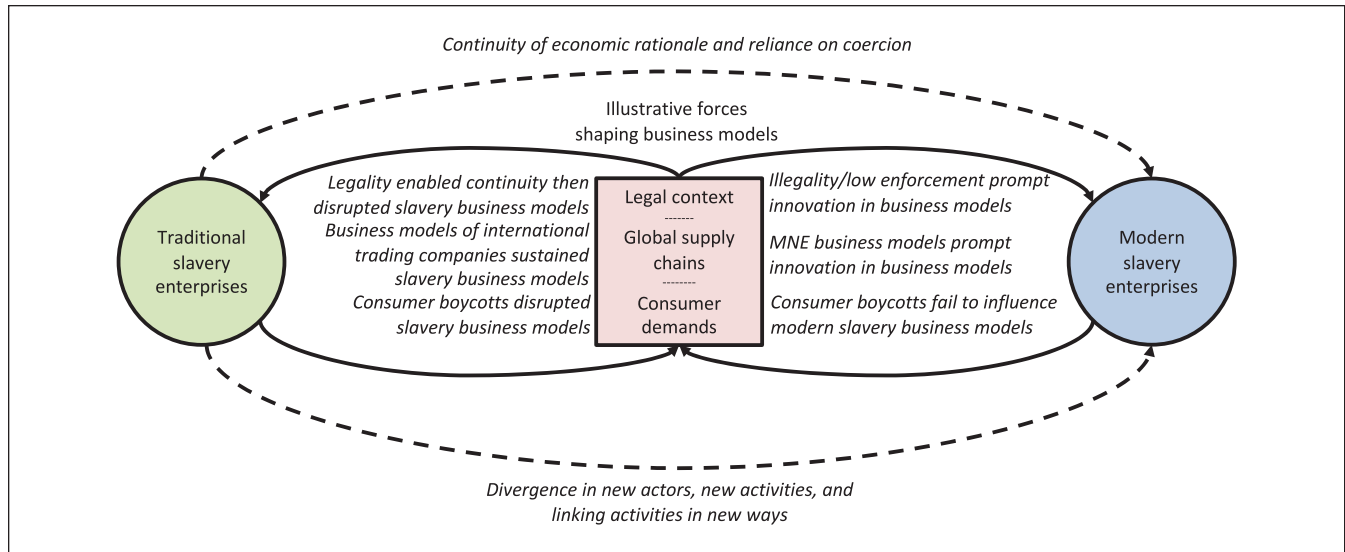 Continuity of economic rationale and reliance on coercion
Illustrative forces
shaping business models
Traditional
slavery
enterprises
Legality enabled continuity then
disrupted slavery business models
Business models of international
trading companies sustained
slavery business models
Consumer boycotts disrupted
slavery business models
Legal context
-------
Global supply
chains
--------
Consumer
demands
Illegality/low enforcement prompt
innovation in business models
MNE business models prompt
innovation in business models
Consumer boycotts fail to influence
modern slavery business models
Modern
slavery
enterprises
Divergence in new actors, new activities, and
linking activities in new ways